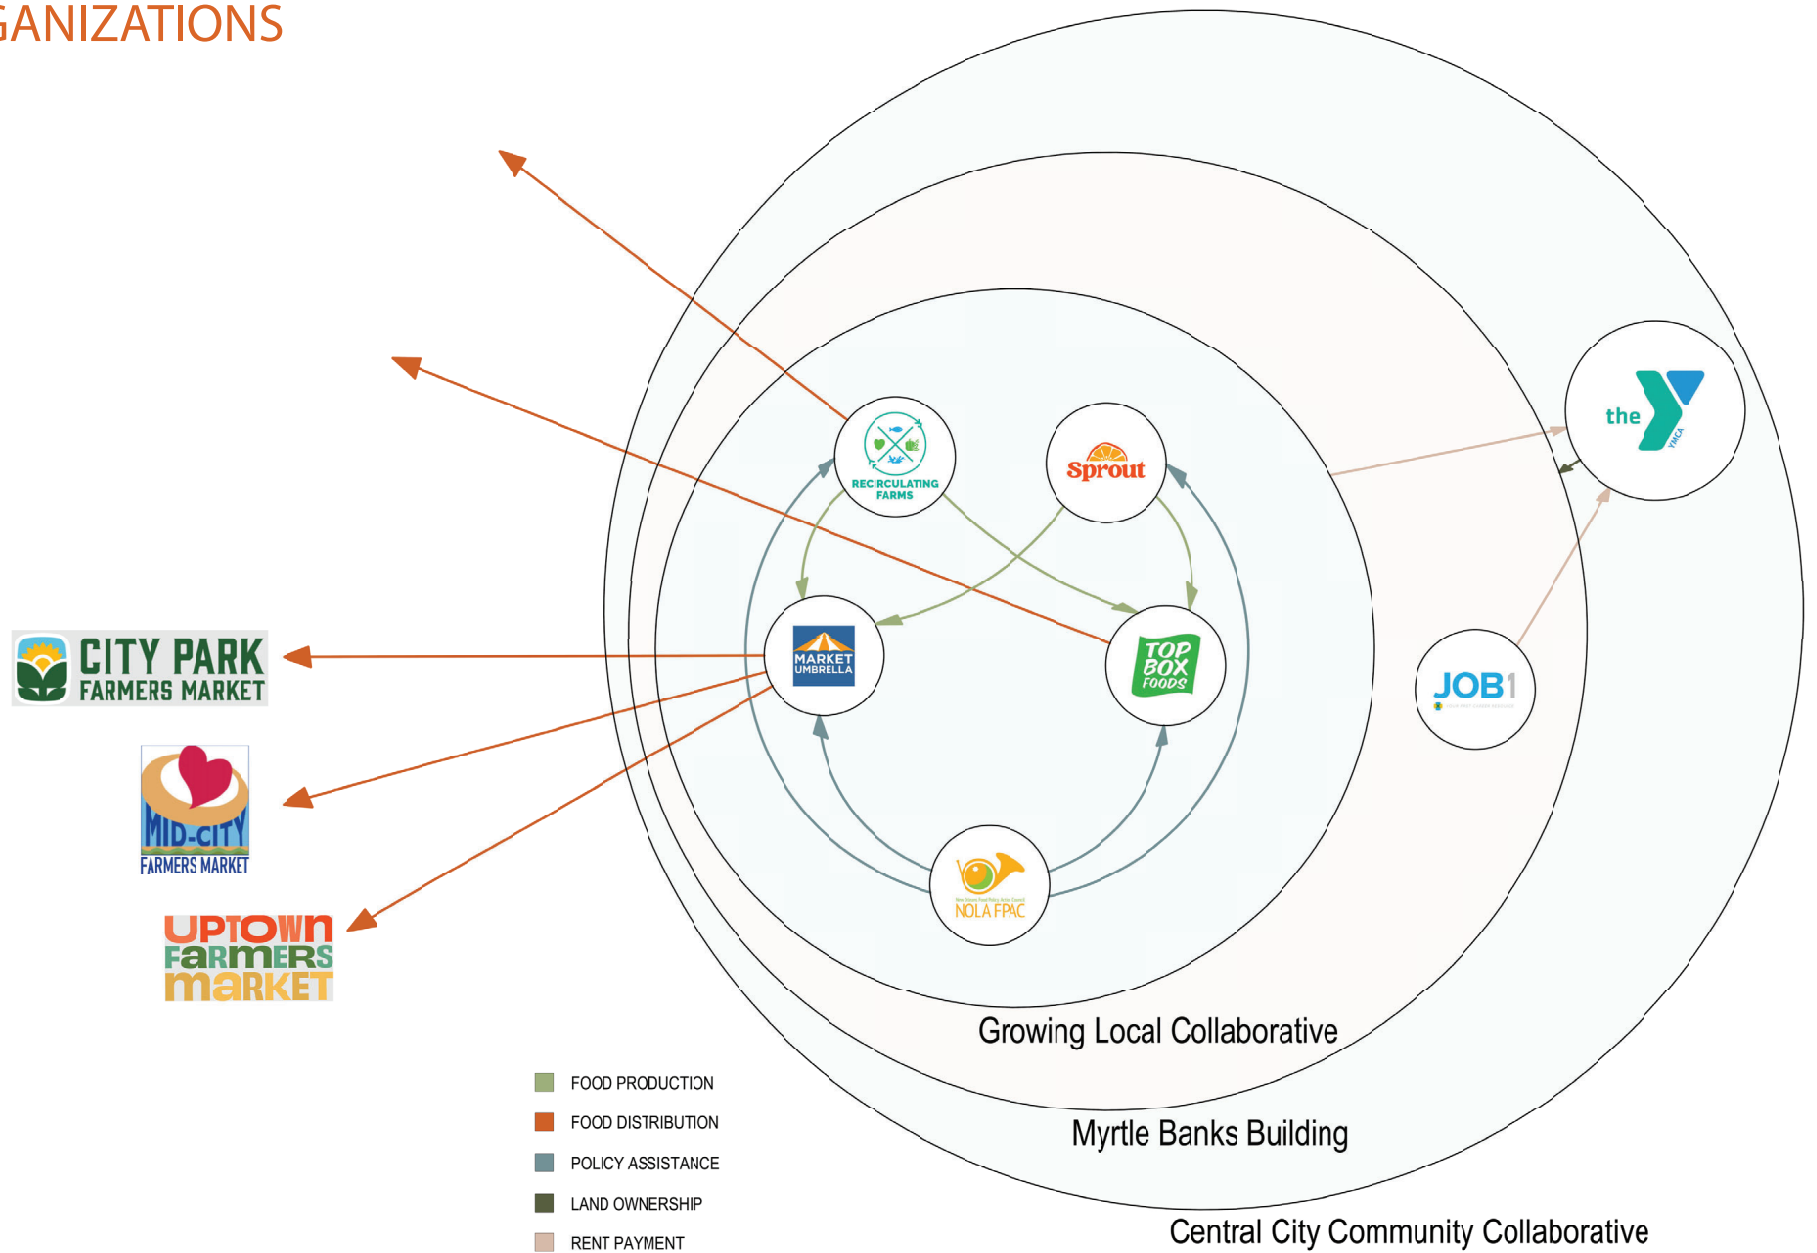 GANIZATIONS
RECIRCULATING
FARMS
sprout
the
YMCA
CITY PARK
FARMERS MARKET
MARKET
UMBRELLA
TOP
BOX
FOODS
JOB1
MID-CITY
FARMERS MARKET
NOLA FPAC
UPTOWN
FARMERS
MARKET
Growing Local Collaborative
Myrtle Banks Building
Central City Community Collaborative
FOOD PRODUCTION
FOOD DISTRIBUTION
POLICY ASSISTANCE
LAND OWNERSHIP
RENT PAYMENT